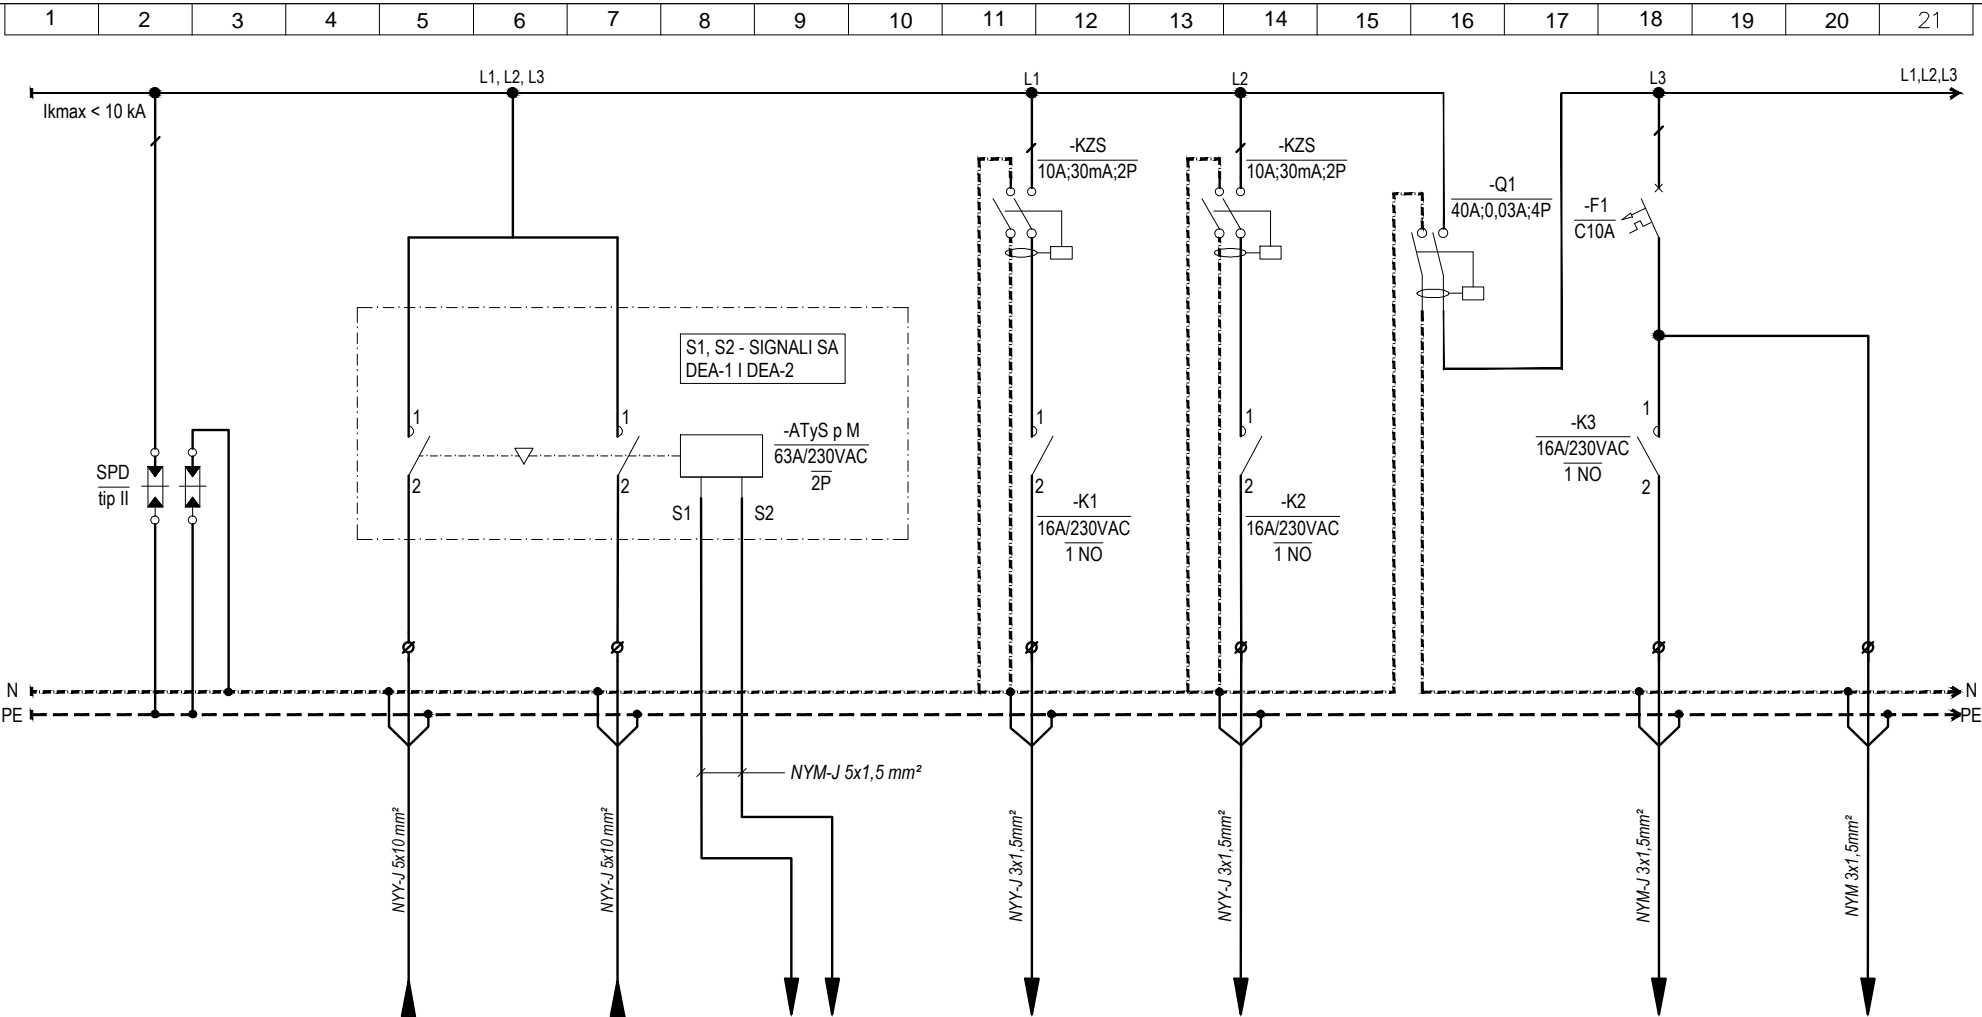 1 2 3 4 5 6 7 8 9 10 11 12 13 14 15 16 17 18 19 20 21
L1, L2, L3
L1
L2
L3
L1,L2,L3
Ikmax < 10 kA
-KZS
10A;30mA;2P
-KZS
10A;30mA;2P
-Q1
40A;0,03A;4P
-F1
C10A
S1, S2 - SIGNALI SA
DEA-1 I DEA-2
1
1
1
1
1
-ATyS p M
63A/230VAC
2P
-K3
16A/230VAC
1 NO
SPD
tip II
2
2
2
2
2
S1
S2
-K1
16A/230VAC
1 NO
-K2
16A/230VAC
1 NO
N
N
PE
PE
NYM-J 5x1,5 mm²
NYY-J 5x10 mm²
NYY-J 5x10 mm²
NYY-J 3x1,5mm²
NYY-J 3x1,5mm²
NYM-J 3x1,5mm²
NYM 3x1,5mm²